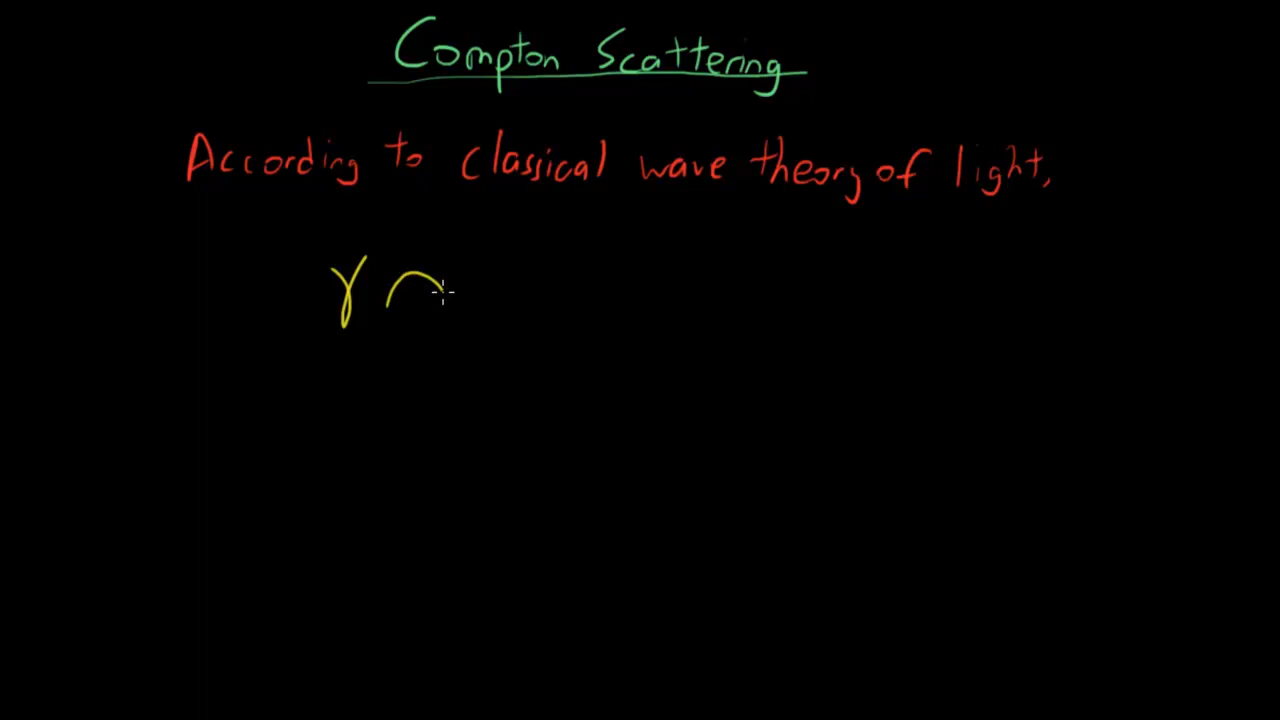 Compton Scattering
According to classical wave theory of light,
γ